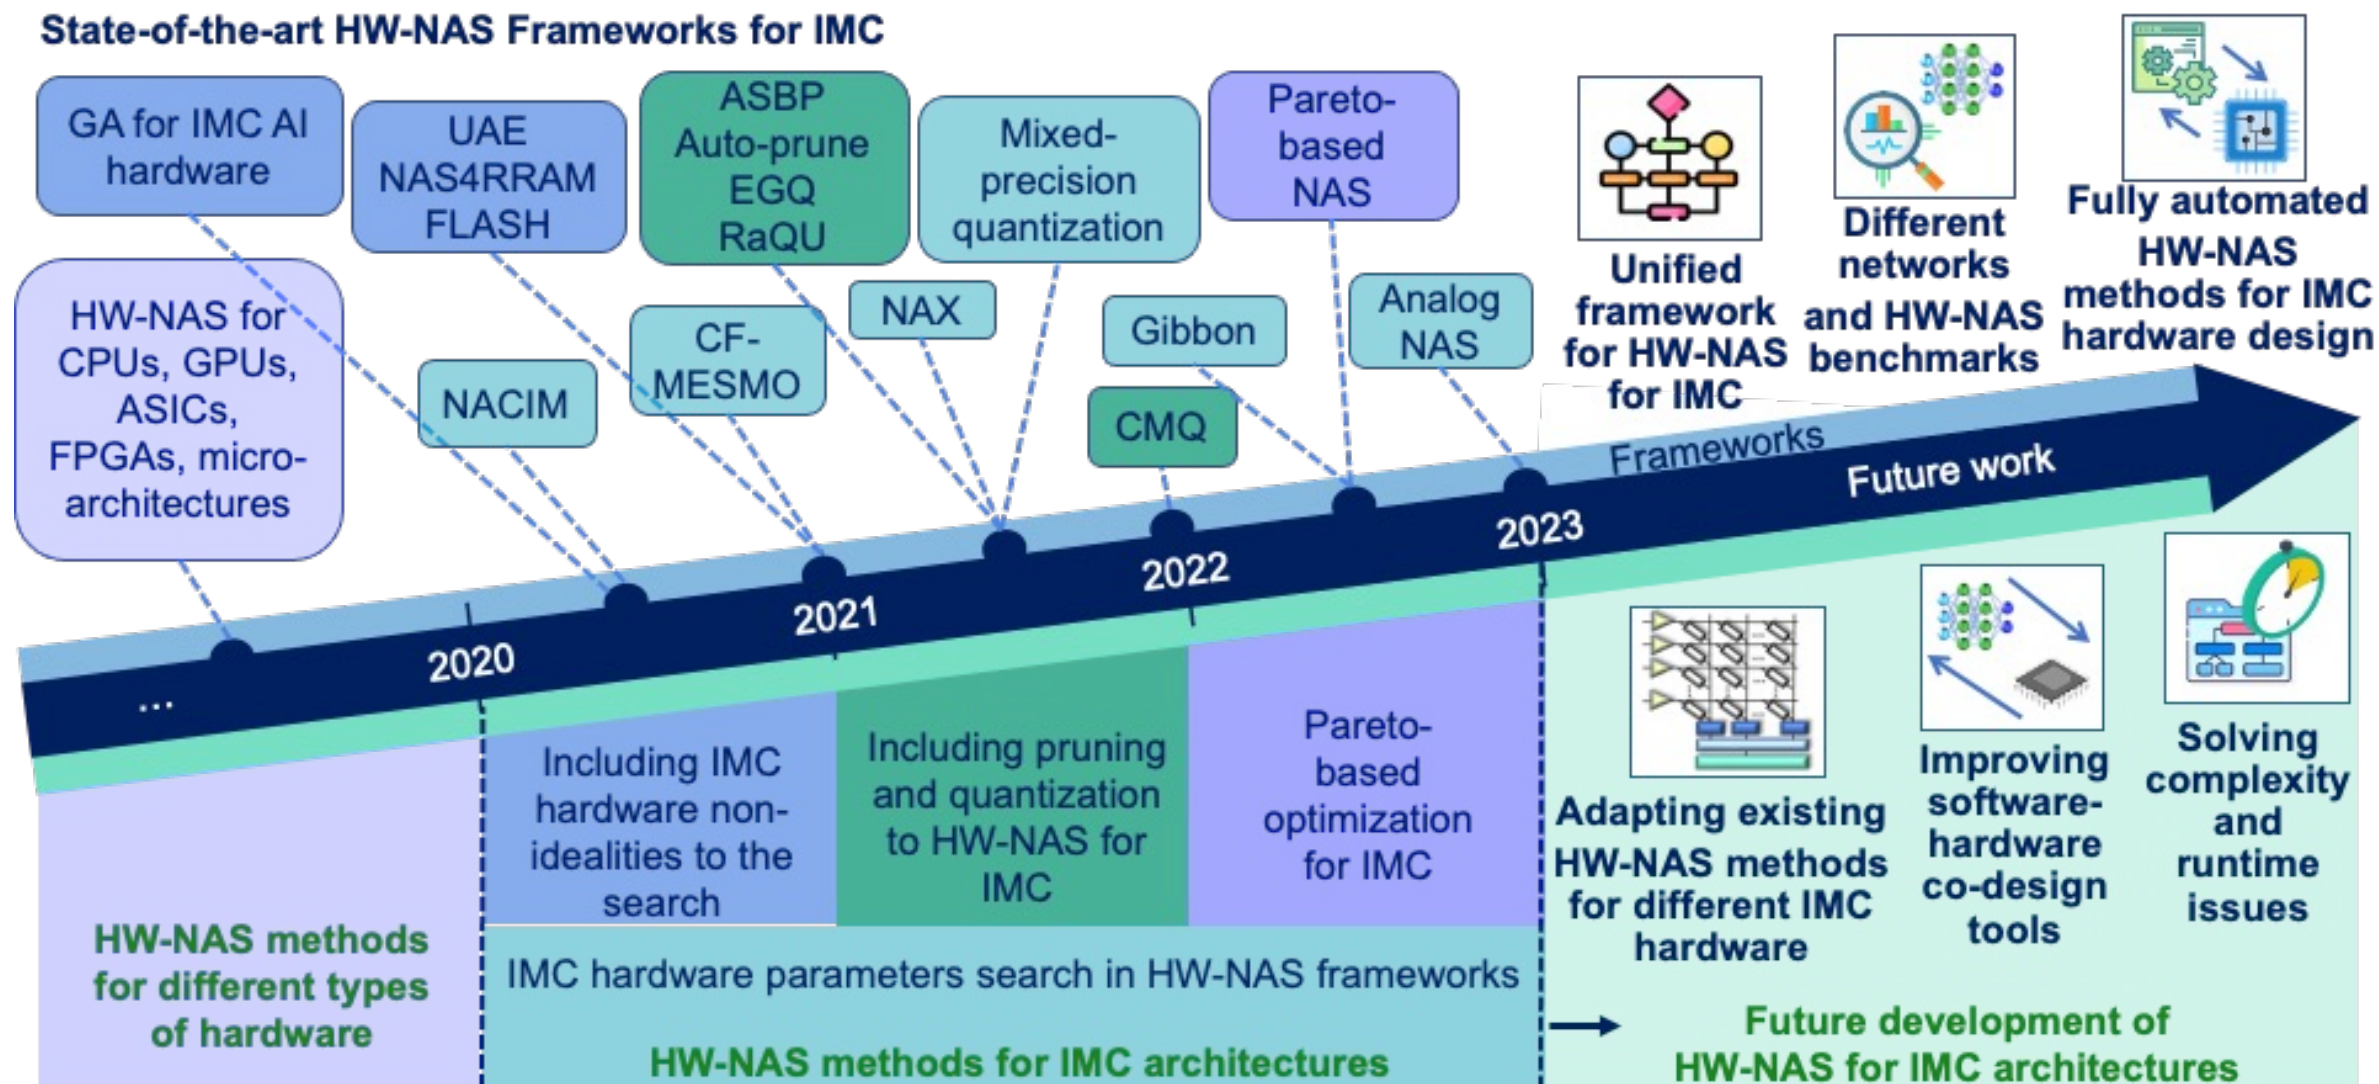 State-of-the-art HW-NAS Frameworks for IMC
GA for IMC AI
hardware
UAE
NAS4RRAM
FLASH
ASBP
Auto-prune
EGQ
RaQU
Mixed-
precision
quantization
Pareto-
based
NAS
HW-NAS for
CPUs, GPUs,
ASICs,
FPGAs, micro-
architectures
NACIM
CF-
MESMO
NAX
Gibbon
CMQ
Analog
NAS
Unified
framework
for HW-NAS
for IMC
Different
networks
and HW-NAS
benchmarks
Fully automated
HW-NAS
methods for IMC
hardware design
Frameworks
Future work
...
2020
2021
2022
2023
HW-NAS methods
for different types
of hardware
Including IMC
hardware non-
idealities to the
search
Including pruning
and quantization
to HW-NAS for
IMC
Pareto-
based
optimization
for IMC
IMC hardware parameters search in HW-NAS frameworks
HW-NAS methods for IMC architectures
Adapting existing
HW-NAS methods
for different IMC
hardware
Improving
software-
hardware
co-design
tools
Solving
complexity
and
runtime
issues
Future development of
HW-NAS for IMC architectures